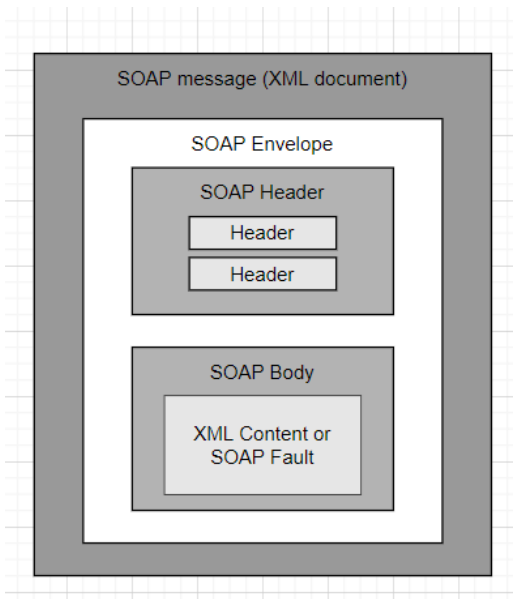 SOAP message (XML document)
SOAP Envelope
SOAP Header
Header
Header
SOAP Body
XML Content or
SOAP Fault